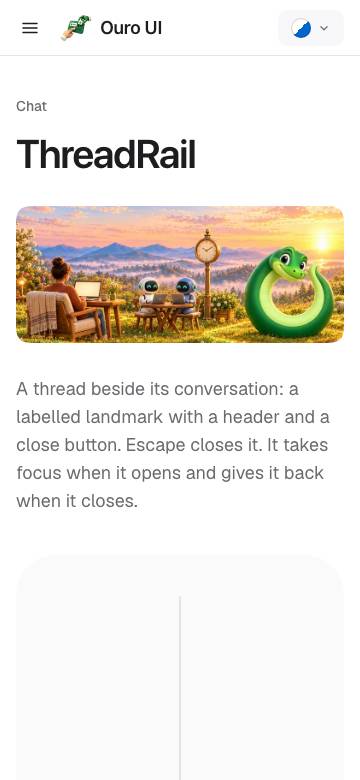 Ouro UI
Chat
ThreadRail
A thread beside its conversation: a
labelled landmark with a header and a
close button. Escape closes it. It takes
focus when it opens and gives it back
when it closes.